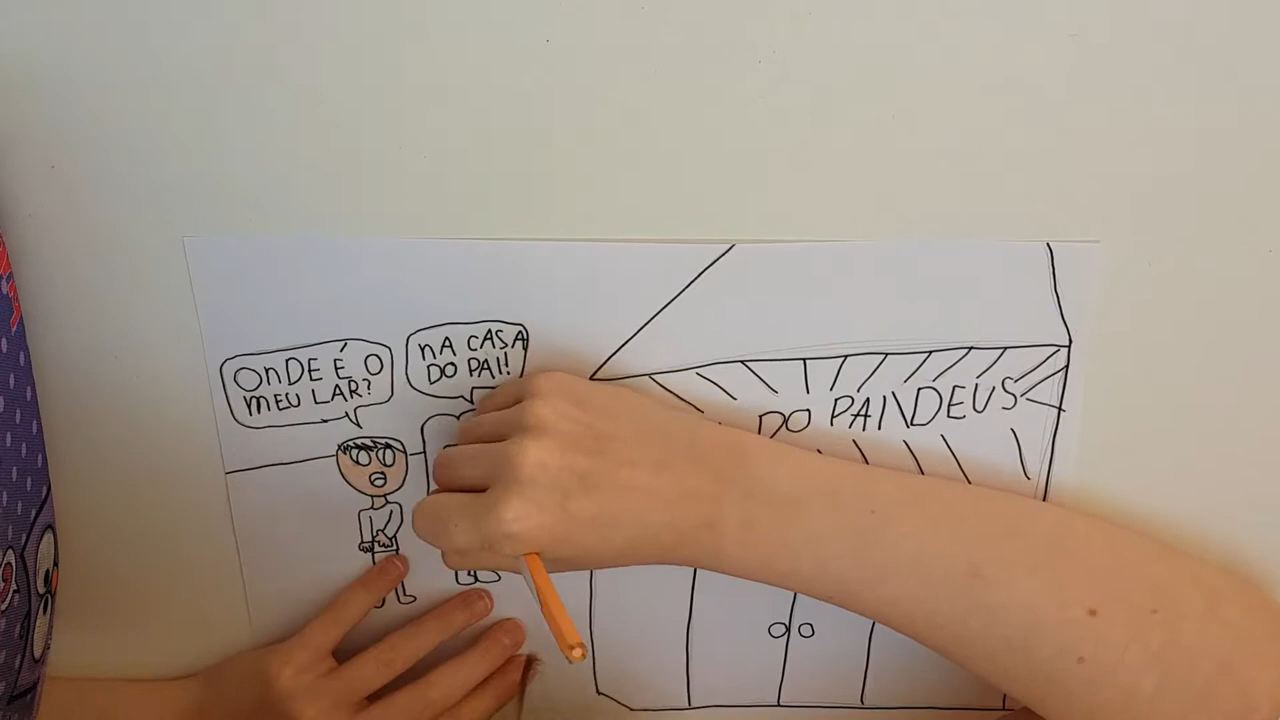 OnDE É O
MEU LAR?
nA CASA
DO PAI!
DO PAI\DEUS